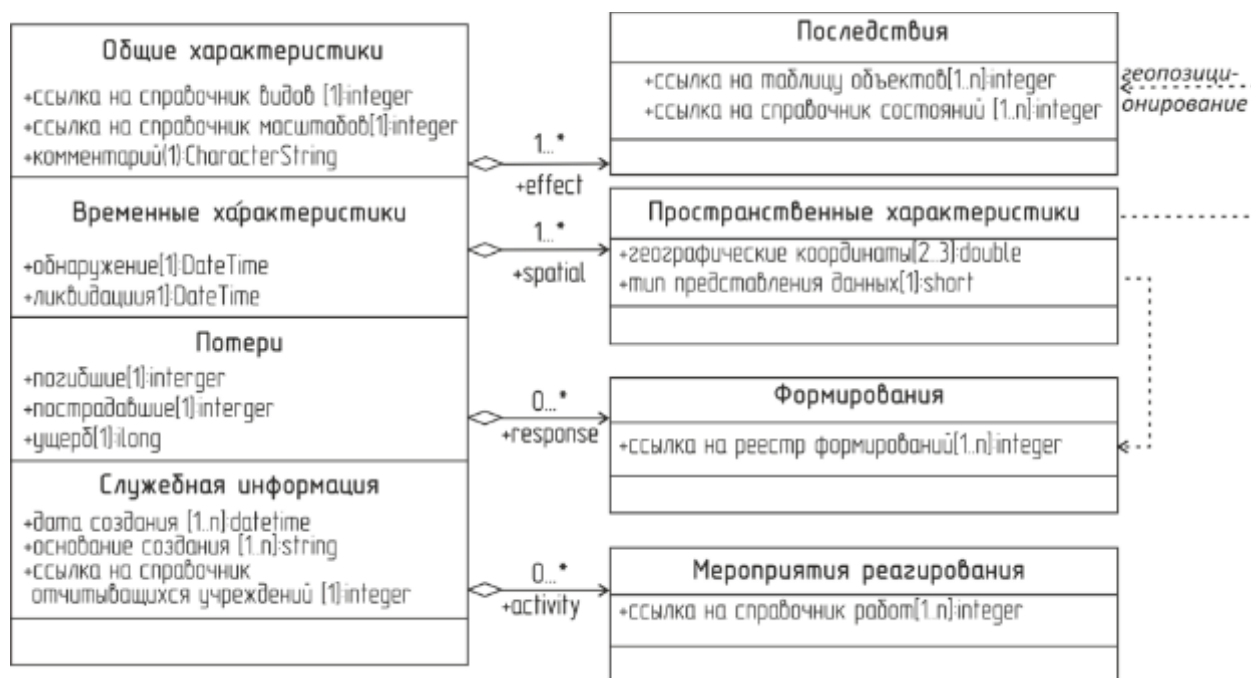 Общие характеристики
+ссылка на справочник видов [1]:integer
+ссылка на справочник масштабов[1]:integer
+комментарий(1):CharacterString
Временные характеристики
+обнаружение[1]:DateTime
+ликвидациия1]:DateTime
Потери
+погибшие[1]:interger
+пострадавшие[1]:interger
+ущерб[1]:ilong
Служебная информация
+дата создания [1..n]:datetime
+основание создания [1..n]:string
+ссылка на справочник
отчитыващихся учреждений [1]:integer
1...*
+effect
1...*
+spatial
0...*
+response
0...*
+activity
Последствия
+ссылка на таблицу объектов[1..n]:integer
+ссылка на справочник состояний [1..n]:integer
геопозици-
онирование
Пространственные характеристики
+географические координаты[2..3]:double
+тип представления данных[1]:short
Формирования
+ссылка на реестр формирований[1..n]:integer
Мероприятия реагирования
+ссылка на справочник работ[1..n]:integer